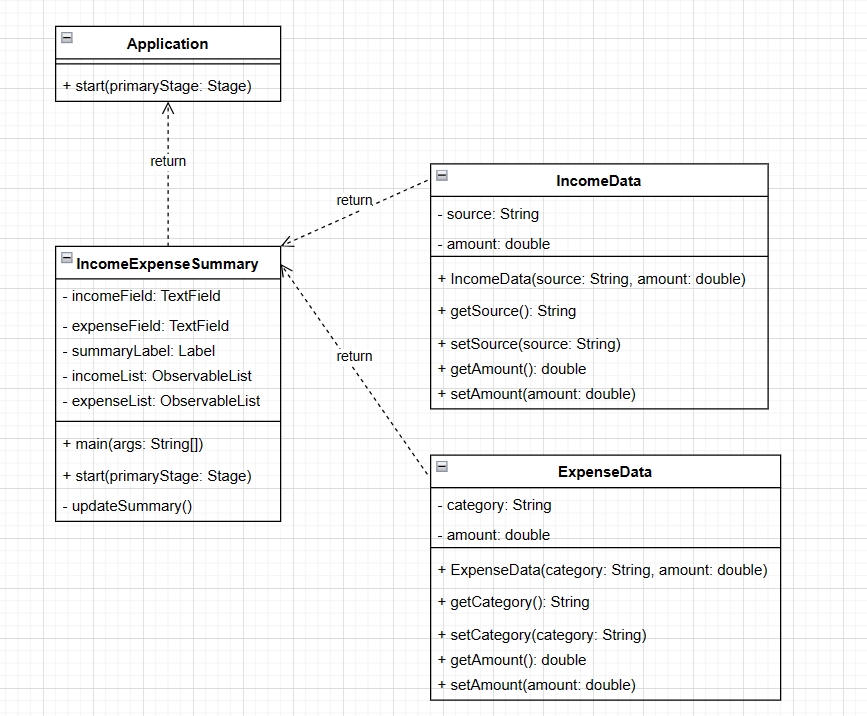 Application
+ start(primaryStage: Stage)
return
IncomeExpenseSummary
- incomeField: TextField
- expenseField: TextField
- summaryLabel: Label
- incomeList: ObservableList
- expenseList: ObservableList
+ main(args: String[])
+ start(primaryStage: Stage)
- updateSummary()
return
return
IncomeData
- source: String
- amount: double
+ IncomeData(source: String, amount: double)
+ getSource(): String
+ setSource(source: String)
+ getAmount(): double
+ setAmount(amount: double)
ExpenseData
- category: String
- amount: double
+ ExpenseData(category: String, amount: double)
+ getCategory(): String
+ setCategory(category: String)
+ getAmount(): double
+ setAmount(amount: double)